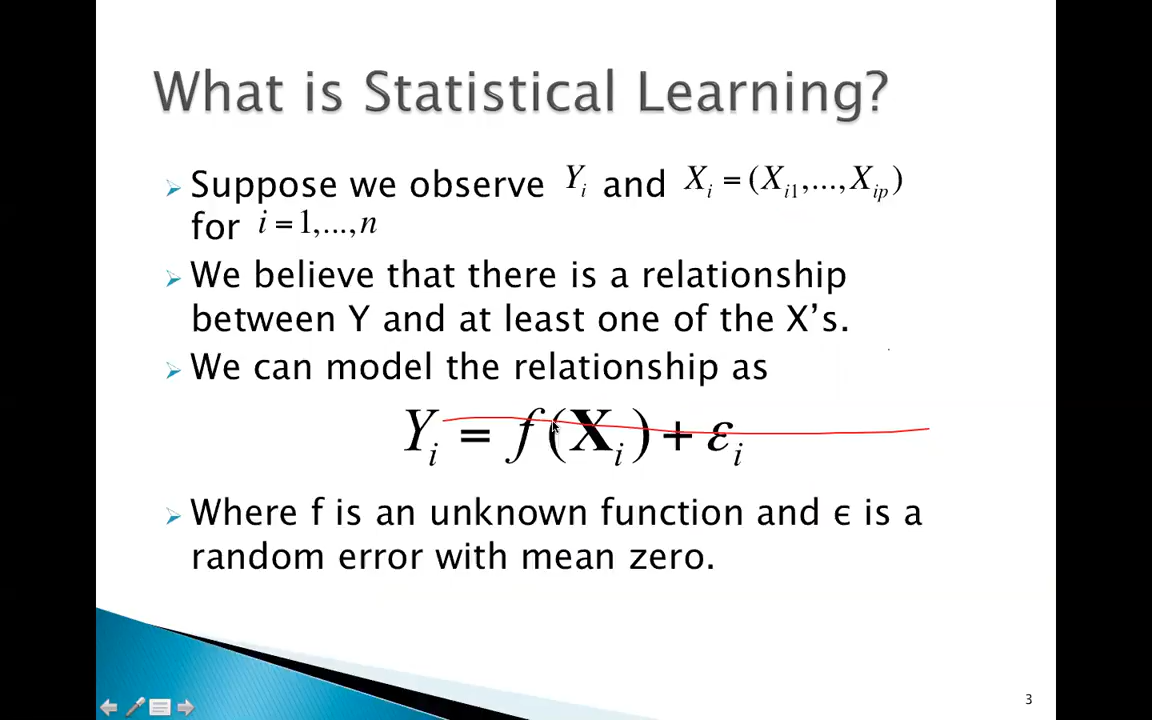 What is Statistical Learning?
Suppose we observe Yᵢ and Xᵢ = (Xᵢ₁,...,Xᵢₚ)
for i = 1,...,n
We believe that there is a relationship
between Y and at least one of the X’s.
We can model the relationship as
Yᵢ = f(𝐗ᵢ) + εᵢ
Where f is an unknown function and ϵ is a
random error with mean zero.
3